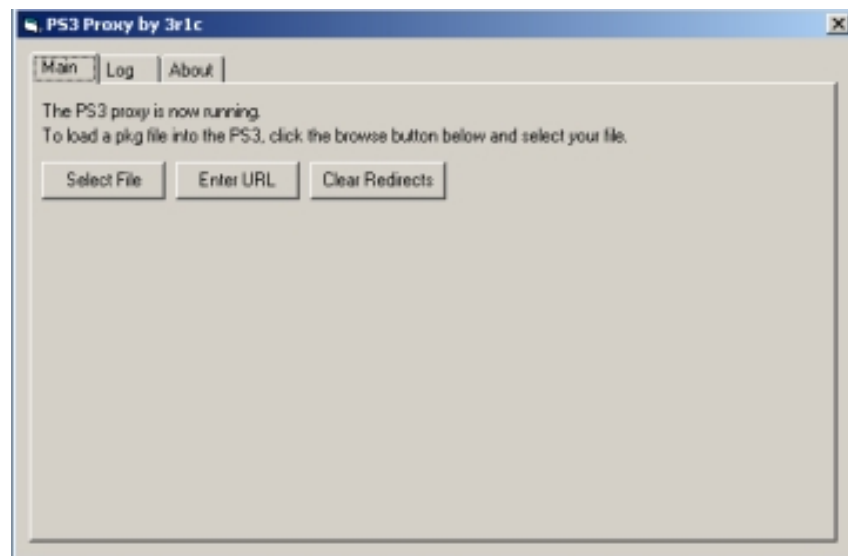 PS3 Proxy by 3r1c
Main Log About
The PS3 proxy is now running.
To load a pkg file into the PS3, click the browse button below and select your file.
Select File Enter URL Clear Redirects